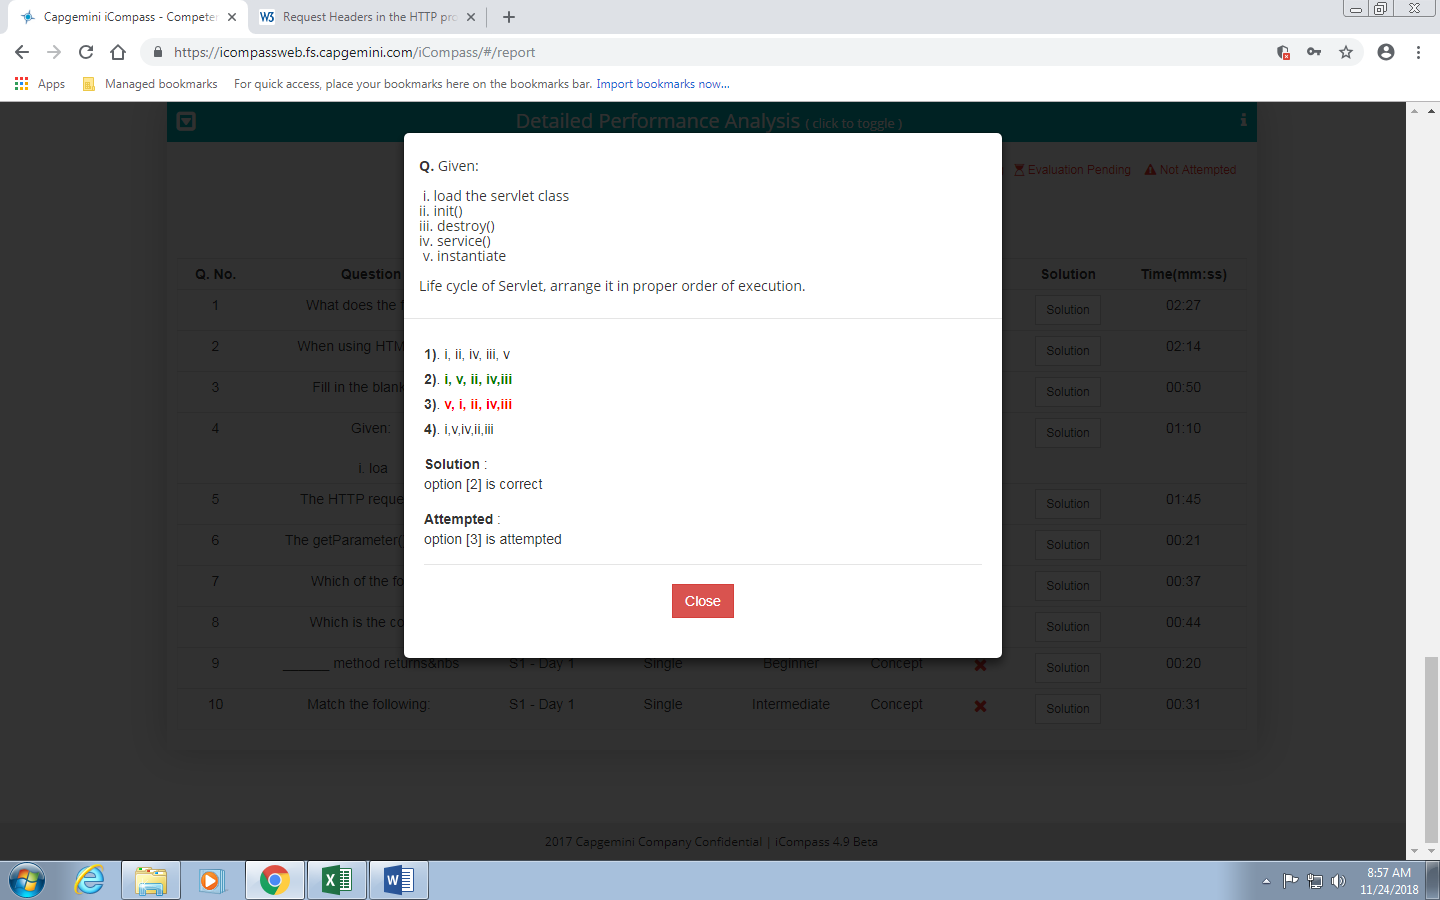 Capgemini iCompass - Competen
Request Headers in the HTTP pro
https://icompassweb.fs.capgemini.com/iCompass/#/report
Apps
Managed bookmarks
For quick access, place your bookmarks here on the bookmarks bar. Import bookmarks now...
Detailed Performance Analysis ( click to toggle )
Evaluation Pending
Not Attempted
Q. Given:
i. load the servlet class
ii. init()
iii. destroy()
iv. service()
v. instantiate
Life cycle of Servlet, arrange it in proper order of execution.
1). i, ii, iv, iii, v
2). i, v, ii, iv,iii
3). v, i, ii, iv,iii
4). i,v,iv,ii,iii
Solution :
option [2] is correct
Attempted :
option [3] is attempted
Close
Q. No. Question Solution Time(mm:ss)
1 What does the Solution 02:27
2 When using HTM Solution 02:14
3 Fill in the blank Solution 00:50
4 Given: Solution 01:10
i. loa
5 The HTTP reque Solution 01:45
6 The getParameter( Solution 00:21
7 Which of the fo Solution 00:37
8 Which is the co Solution 00:44
9 ______ method returns&nbs S1 - Day 1 Single Beginner Concept Solution 00:20
10 Match the following: S1 - Day 1 Single Intermediate Concept Solution 00:31
2017 Capgemini Company Confidential | iCompass 4.9 Beta
8:57 AM
11/24/2018